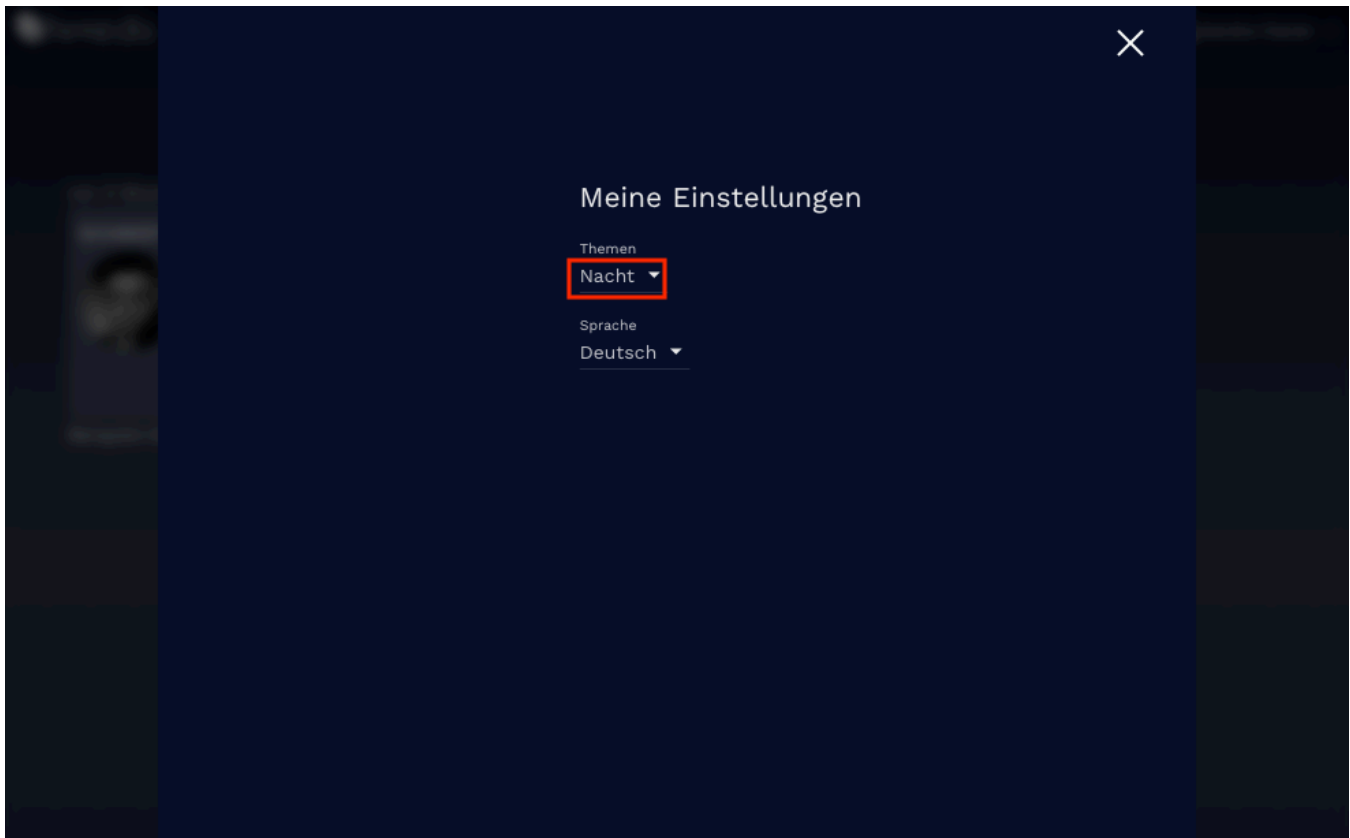 Meine Einstellungen
Themen
Nacht
Sprache
Deutsch